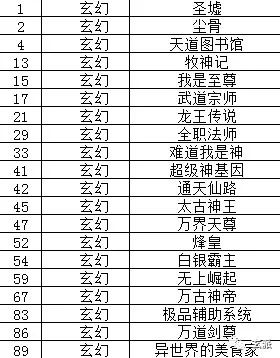 1 玄幻 圣墟
2 玄幻 尘骨
4 玄幻 天道图书馆
13 玄幻 牧神记
15 玄幻 我是至尊
17 玄幻 武道宗师
21 玄幻 龙王传说
29 玄幻 全职法师
33 玄幻 难道我是神
41 玄幻 超级神基因
42 玄幻 通天仙路
45 玄幻 太古神王
47 玄幻 万界天尊
52 玄幻 烽皇
54 玄幻 白银霸主
59 玄幻 无上崛起
67 玄幻 万古神帝
83 玄幻 极品辅助系统
86 玄幻 万道剑尊
89 玄幻 异世界的美食家